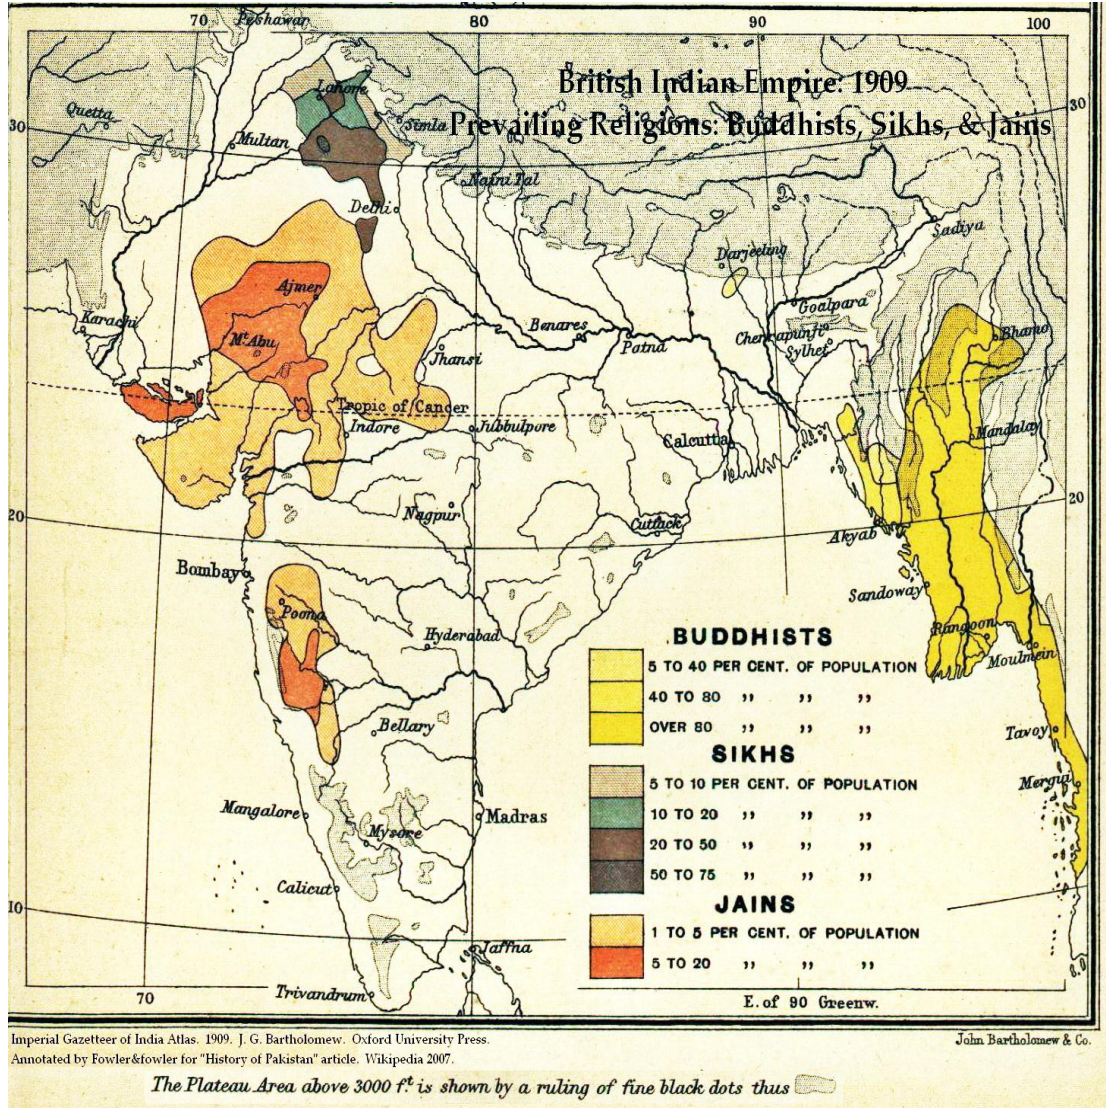 70 80 90 100
Peshawar
British Indian Empire: 1909
Prevailing Religions: Buddhists, Sikhs, & Jains
Lahore
Quetta
30
30
Simla
Multan
Naini Tal
Delhi
Sadiya
Darjeeling
Ajmer
Goalpara
Karachi
Benares
Cherrapunji
Bhamo
Mt. Abu
Patna
Sylhet
Jhansi
Tropic of Cancer
Indore
Jubbulpore
Calcutta
Mandalay
20
20
Nagpur
Cuttack
Akyab
Bombay
Sandoway
Poona
Hyderabad
Rangoon
Moulmein
Bellary
Tavoy
Mergui
Mangalore
Madras
Mysore
Calicut
10
Jaffna
Trivandrum
70
BUDDHISTS
5 TO 40 PER CENT. OF POPULATION
40 TO 80 ,, ,, ,,
OVER 80 ,, ,, ,,
SIKHS
5 TO 10 PER CENT. OF POPULATION
10 TO 20 ,, ,, ,,
20 TO 50 ,, ,, ,,
50 TO 75 ,, ,, ,,
JAINS
1 TO 5 PER CENT. OF POPULATION
5 TO 20 ,, ,, ,,
E. of 90 Greenw.
Imperial Gazetteer of India Atlas. 1909. J. G. Bartholomew. Oxford University Press.
John Bartholomew & Co.
Annotated by Fowler&fowler for "History of Pakistan" article. Wikipedia 2007.
The Plateau Area above 3000 ft. is shown by a ruling of fine black dots thus